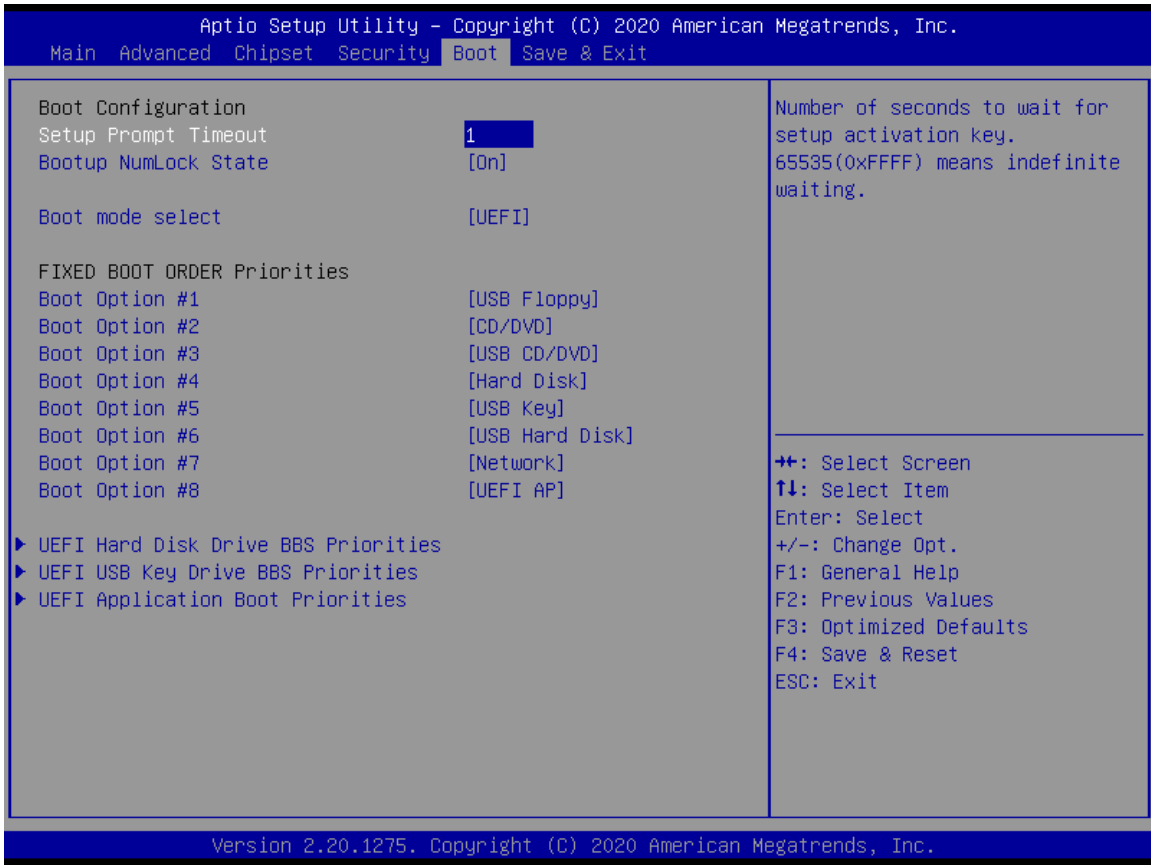 Aptio Setup Utility – Copyright (C) 2020 American Megatrends, Inc.
Main Advanced Chipset Security Boot Save & Exit
Boot Configuration
Setup Prompt Timeout 1
Bootup NumLock State [On]
Boot mode select [UEFI]
FIXED BOOT ORDER Priorities
Boot Option #1 [USB Floppy]
Boot Option #2 [CD/DVD]
Boot Option #3 [USB CD/DVD]
Boot Option #4 [Hard Disk]
Boot Option #5 [USB Key]
Boot Option #6 [USB Hard Disk]
Boot Option #7 [Network]
Boot Option #8 [UEFI AP]
UEFI Hard Disk Drive BBS Priorities
UEFI USB Key Drive BBS Priorities
UEFI Application Boot Priorities
Number of seconds to wait for
setup activation key.
65535(0xFFFF) means indefinite
waiting.
→←: Select Screen
↑↓: Select Item
Enter: Select
+/-: Change Opt.
F1: General Help
F2: Previous Values
F3: Optimized Defaults
F4: Save & Reset
ESC: Exit
Version 2.20.1275. Copyright (C) 2020 American Megatrends, Inc.